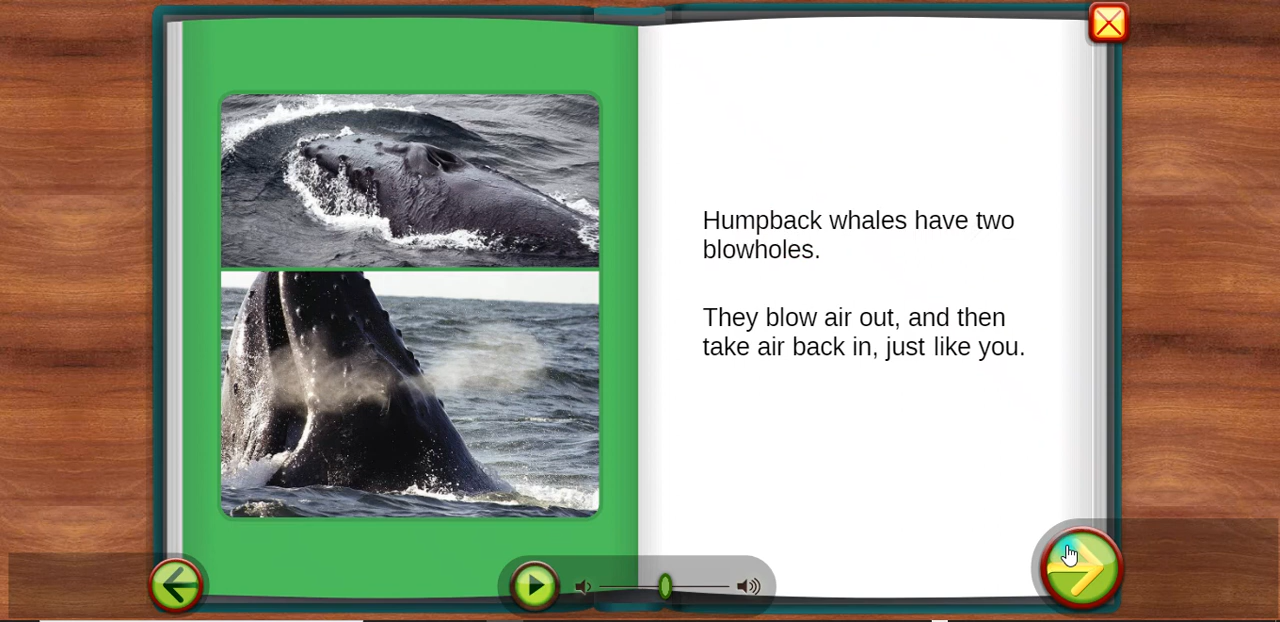 Humpback whales have two
blowholes.
They blow air out, and then
take air back in, just like you.